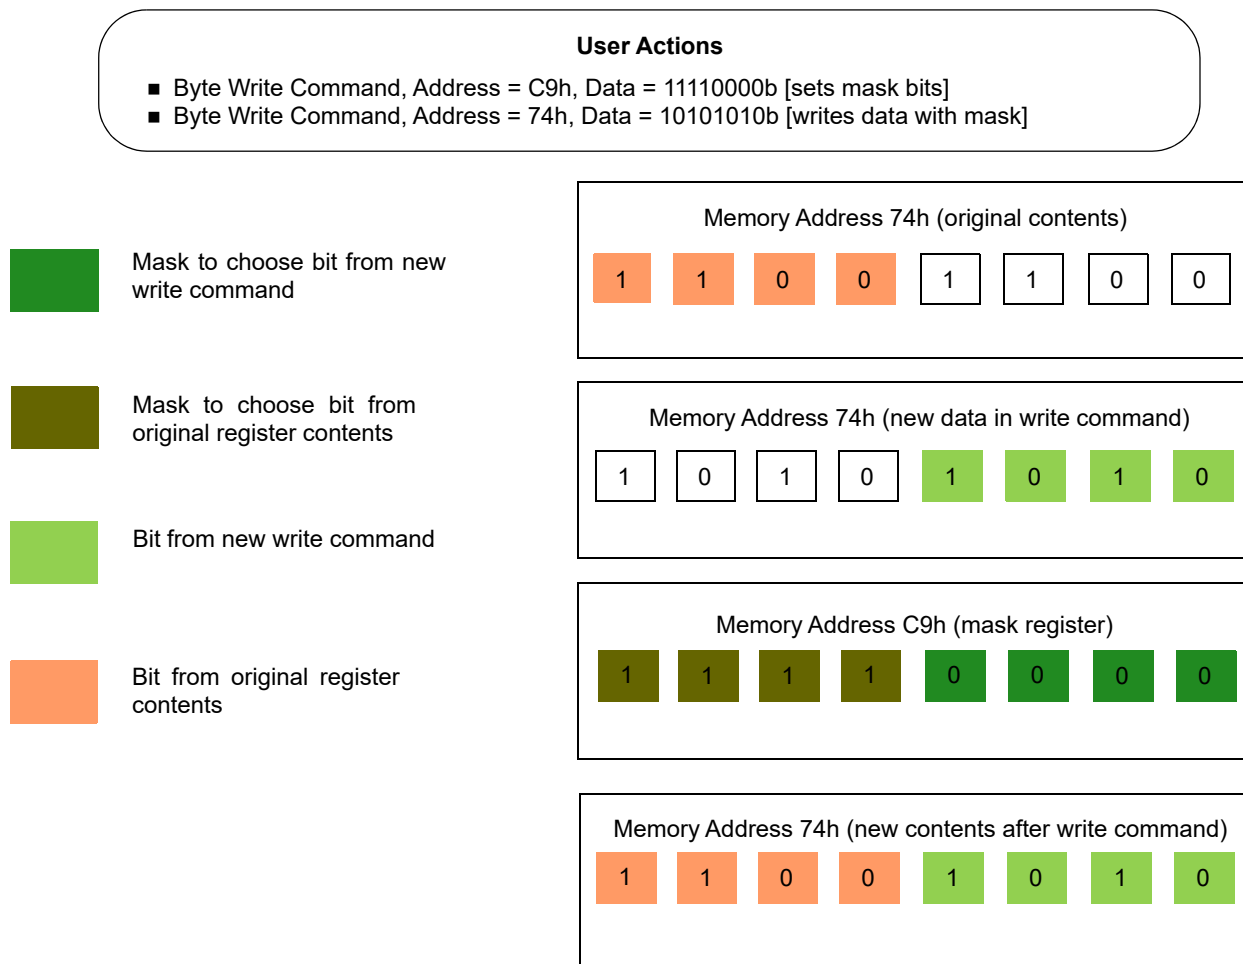 User Actions
■ Byte Write Command, Address = C9h, Data = 11110000b [sets mask bits]
■ Byte Write Command, Address = 74h, Data = 10101010b [writes data with mask]
Mask to choose bit from new
write command
Mask to choose bit from
original register contents
Bit from new write command
Bit from original register
contents
Memory Address 74h (original contents)
1 1 0 0 1 1 0 0
Memory Address 74h (new data in write command)
1 0 1 0 1 0 1 0
Memory Address C9h (mask register)
1 1 1 1 0 0 0 0
Memory Address 74h (new contents after write command)
1 1 0 0 1 0 1 0